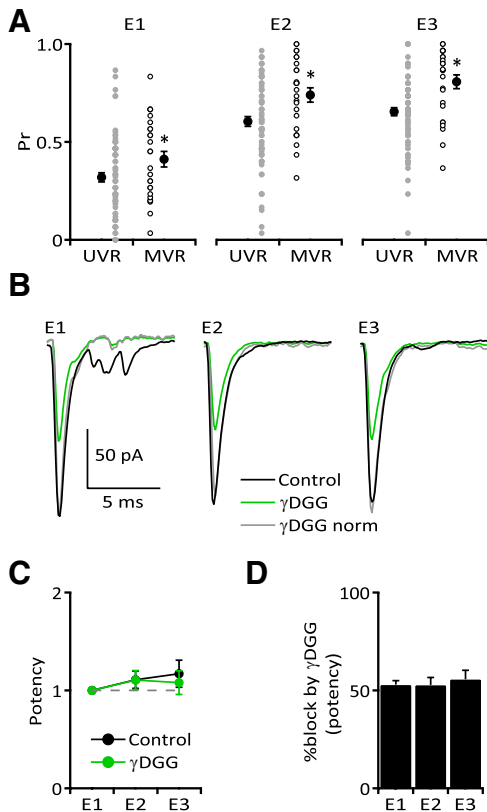 A
E1 E2 E3
1.0
0.5
0
Pr
* * *
UVR MVR UVR MVR UVR MVR
B
E1 E2 E3
50 pA
5 ms
Control
γDGG
γDGG norm
C
2
1
0
Potency
Control
γDGG
E1 E2 E3
D
100
50
0
%block by γDGG
(potency)
E1 E2 E3